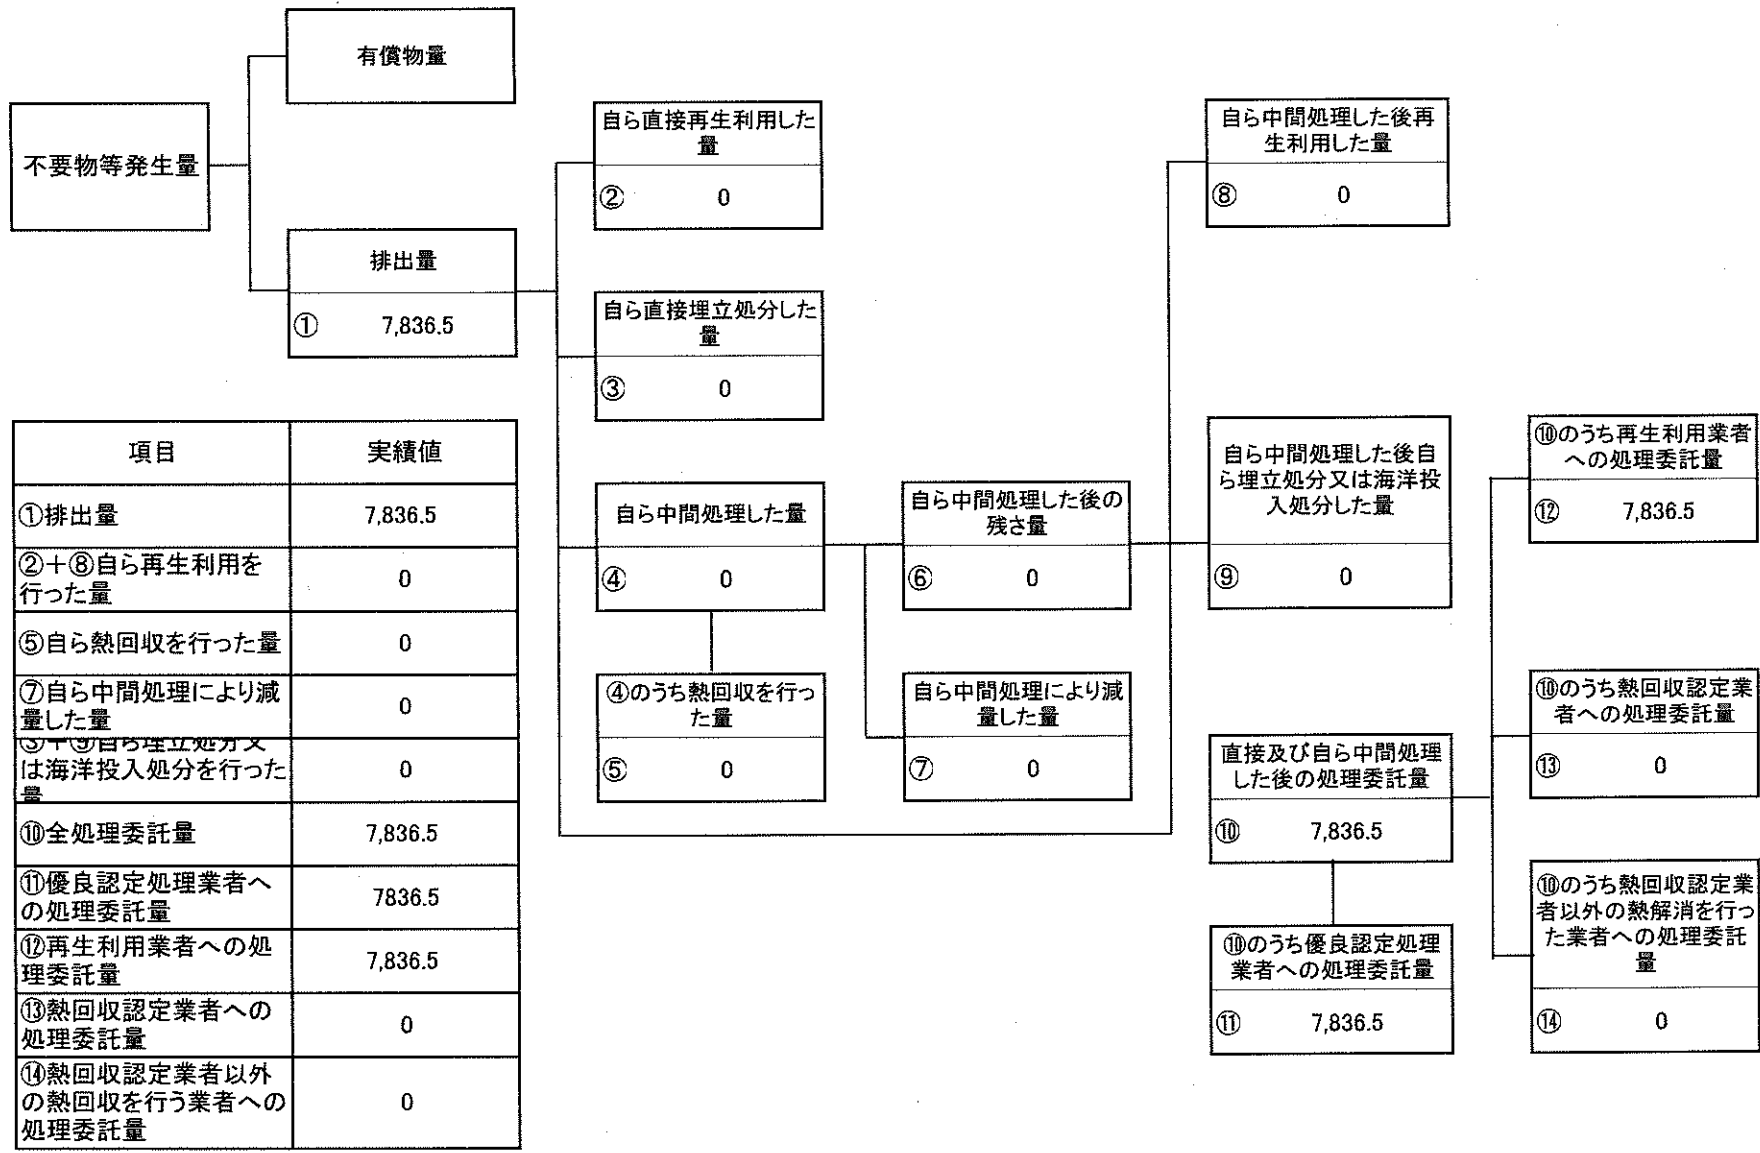 有償物量
不要物等発生量
排出量
① 7,836.5
自ら直接再生利用した
量
② 0
自ら直接埋立処分した
量
③ 0
自ら中間処理した量
④ 0
④のうち熱回収を行っ
た量
⑤ 0
自ら中間処理した後の
残さ量
⑥ 0
自ら中間処理により減
量した量
⑦ 0
自ら中間処理した後再
生利用した量
⑧ 0
自ら中間処理した後自
ら埋立処分又は海洋投
入処分した量
⑨ 0
直接及び自ら中間処理
した後の処理委託量
⑩ 7,836.5
⑩のうち優良認定処理
業者への処理委託量
⑪ 7,836.5
⑩のうち再生利用業者
への処理委託量
⑫ 7,836.5
⑩のうち熱回収認定業
者への処理委託量
⑬ 0
⑩のうち熱回収認定業
者以外の熱解消を行っ
た業者への処理委託
量
⑭ 0
項目 実績値
①排出量 7,836.5
②+⑧自ら再生利用を
行った量 0
⑤自ら熱回収を行った量 0
⑦自ら中間処理により減
量した量 0
③+⑨自ら埋立処分又
は海洋投入処分を行った
量 0
⑩全処理委託量 7,836.5
⑪優良認定処理業者へ
の処理委託量 7836.5
⑫再生利用業者への処
理委託量 7,836.5
⑬熱回収認定業者への
処理委託量 0
⑭熱回収認定業者以外
の熱回収を行う業者への
処理委託量 0